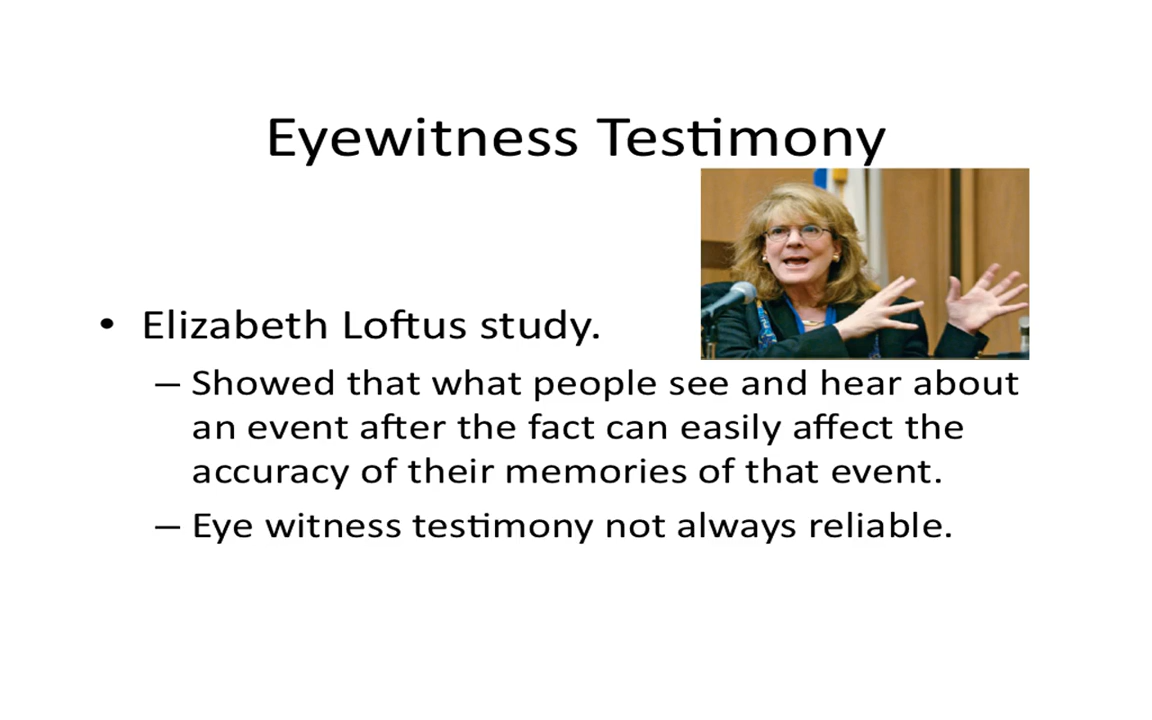 Eyewitness Testimony
• Elizabeth Loftus study.
– Showed that what people see and hear about
an event after the fact can easily affect the
accuracy of their memories of that event.
– Eye witness testimony not always reliable.